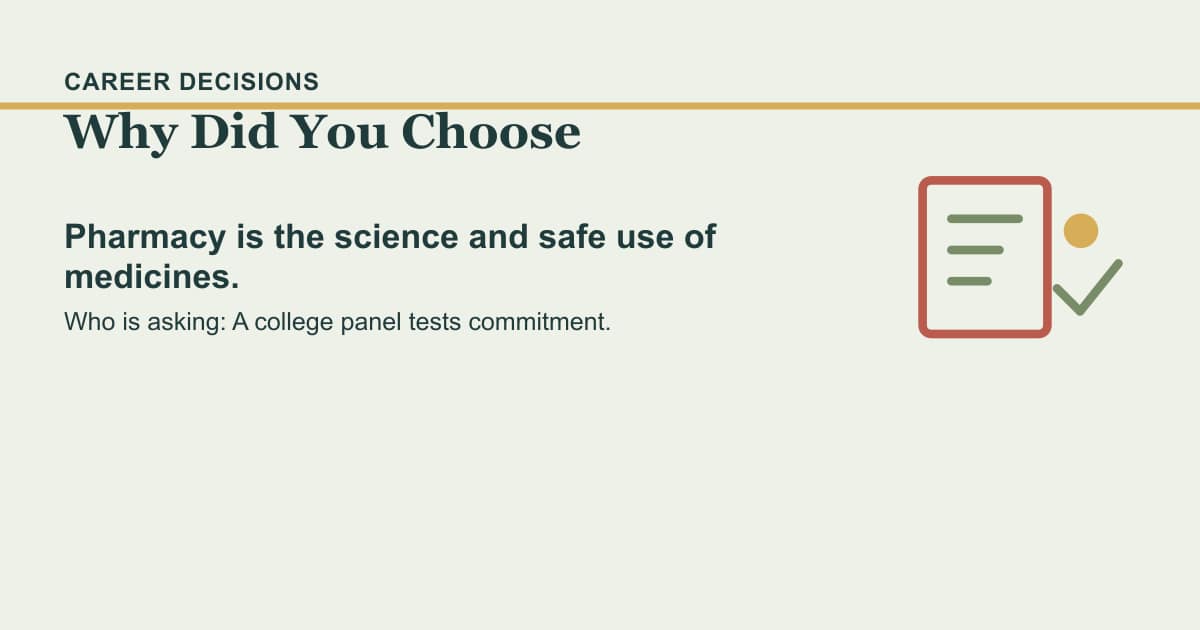 CAREER DECISIONS
Why Did You Choose
Pharmacy is the science and safe use of
medicines.
Who is asking: A college panel tests commitment.